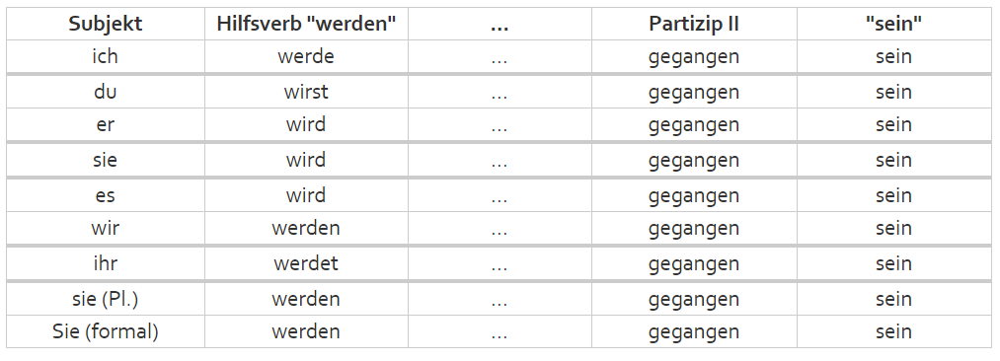 Subjekt Hilfsverb "werden" ... Partizip II "sein"
ich werde ... gegangen sein
du wirst ... gegangen sein
er wird ... gegangen sein
sie wird ... gegangen sein
es wird ... gegangen sein
wir werden ... gegangen sein
ihr werdet ... gegangen sein
sie (Pl.) werden ... gegangen sein
Sie (formal) werden ... gegangen sein